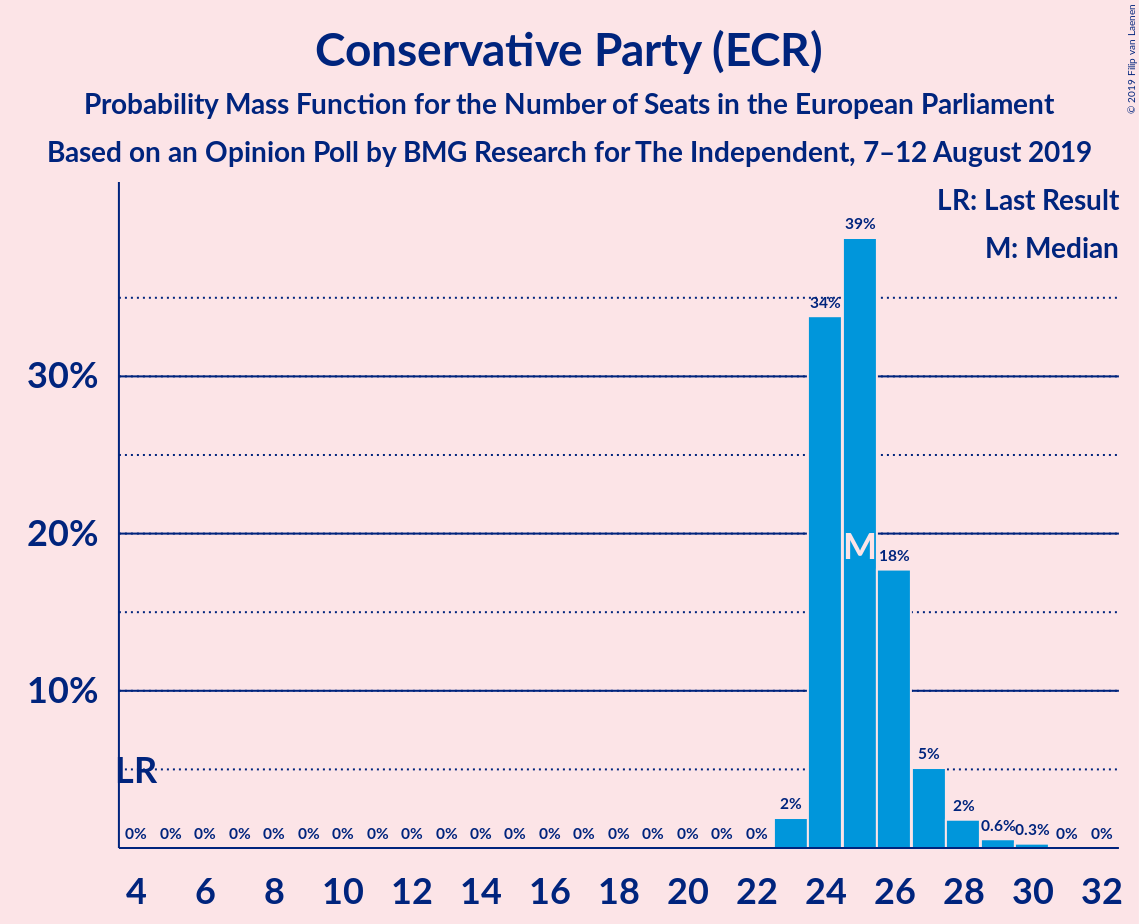 Conservative Party (ECR)
Probability Mass Function for the Number of Seats in the European Parliament
Based on an Opinion Poll by BMG Research for The Independent, 7–12 August 2019
© 2019 Filip van Laenen
LR: Last Result
M: Median
39%
34%
30%
20%
M
18%
10%
LR
5%
2%
2%
0.6%
0.3%
0% 0% 0% 0% 0% 0% 0% 0% 0% 0% 0% 0% 0% 0% 0% 0% 0% 0% 0% 0% 0%
4 6 8 10 12 14 16 18 20 22 24 26 28 30 32